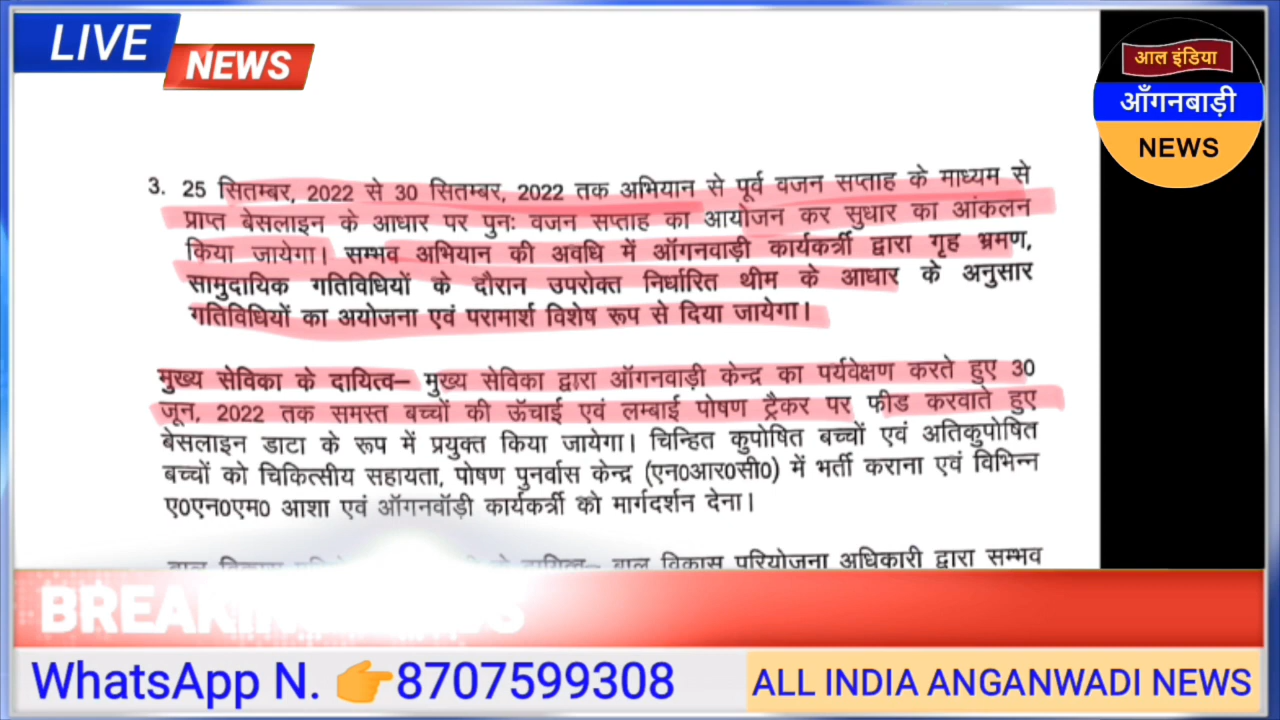 LIVE
NEWS
आल इंडिया
आँगनबाड़ी
NEWS
3. 25 सितम्बर, 2022 से 30 सितम्बर, 2022 तक अभियान से पूर्व वजन सप्ताह के माध्यम से
प्राप्त बेसलाइन के आधार पर पुनः वजन सप्ताह का आयोजन कर सुधार का आंकलन
किया जायेगा। सम्भव अभियान की अवधि में ऑगनवाड़ी कार्यकर्त्री द्वारा गृह भ्रमण,
सामुदायिक गतिविधियों के दौरान उपरोक्त निर्धारित थीम के आधार के अनुसार
गतिविधियों का अयोजना एवं परामार्श विशेष रूप से दिया जायेगा।
मुख्य सेविका के दायित्व– मुख्य सेविका द्वारा ऑगनवाड़ी केन्द्र का पर्यवेक्षण करते हुए 30
जून, 2022 तक समस्त बच्चों की ऊॅचाई एवं लम्बाई पोषण ट्रैकर पर फीड करवाते हुए
बेसलाइन डाटा के रूप में प्रयुक्त किया जायेगा। चिन्हित कुपोषित बच्चों एवं अतिकुपोषित
बच्चों को चिकित्सीय सहायता, पोषण पुनर्वास केन्द्र (एन0आर0सी0) में भर्ती कराना एवं विभिन्न
ए0एन0एम0 आशा एवं ऑगनवॉड़ी कार्यकर्त्री को मार्गदर्शन देना।
बाल विकास दायित्व– बाल विकास परियोजना अधिकारी द्वारा सम्भव
BREAKING NEWS
WhatsApp N. 👉8707599308
ALL INDIA ANGANWADI NEWS